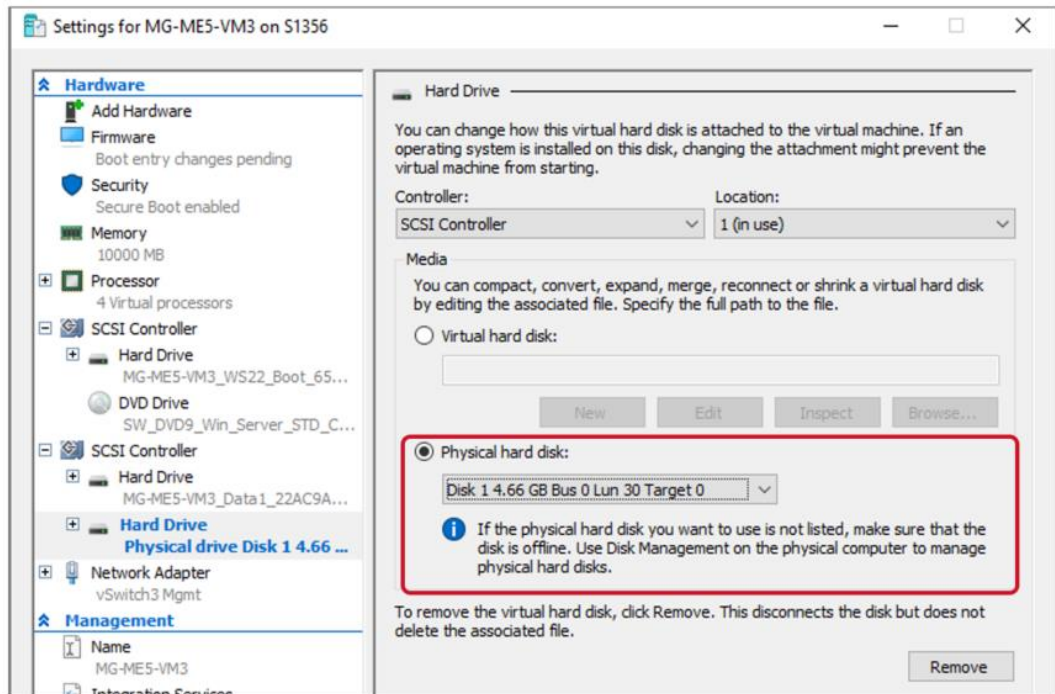 Settings for MG-ME5-VM3 on S1356
Hardware
Add Hardware
Firmware
Boot entry changes pending
Security
Secure Boot enabled
Memory
10000 MB
Processor
4 Virtual processors
SCSI Controller
Hard Drive
MG-ME5-VM3_WS22_Boot_65...
DVD Drive
SW_DVD9_Win_Server_STD_C...
SCSI Controller
Hard Drive
MG-ME5-VM3_Data1_22AC9A...
Hard Drive
Physical drive Disk 1 4.66 ...
Network Adapter
vSwitch3 Mgmt
Management
Name
MG-ME5-VM3
Integration Services
Hard Drive
You can change how this virtual hard disk is attached to the virtual machine. If an
operating system is installed on this disk, changing the attachment might prevent the
virtual machine from starting.
Controller:
Location:
SCSI Controller
1 (in use)
Media
You can compact, convert, expand, merge, reconnect or shrink a virtual hard disk
by editing the associated file. Specify the full path to the file.
Virtual hard disk:
New
Edit
Inspect
Browse...
Physical hard disk:
Disk 1 4.66 GB Bus 0 Lun 30 Target 0
If the physical hard disk you want to use is not listed, make sure that the
disk is offline. Use Disk Management on the physical computer to manage
physical hard disks.
To remove the virtual hard disk, click Remove. This disconnects the disk but does not
delete the associated file.
Remove